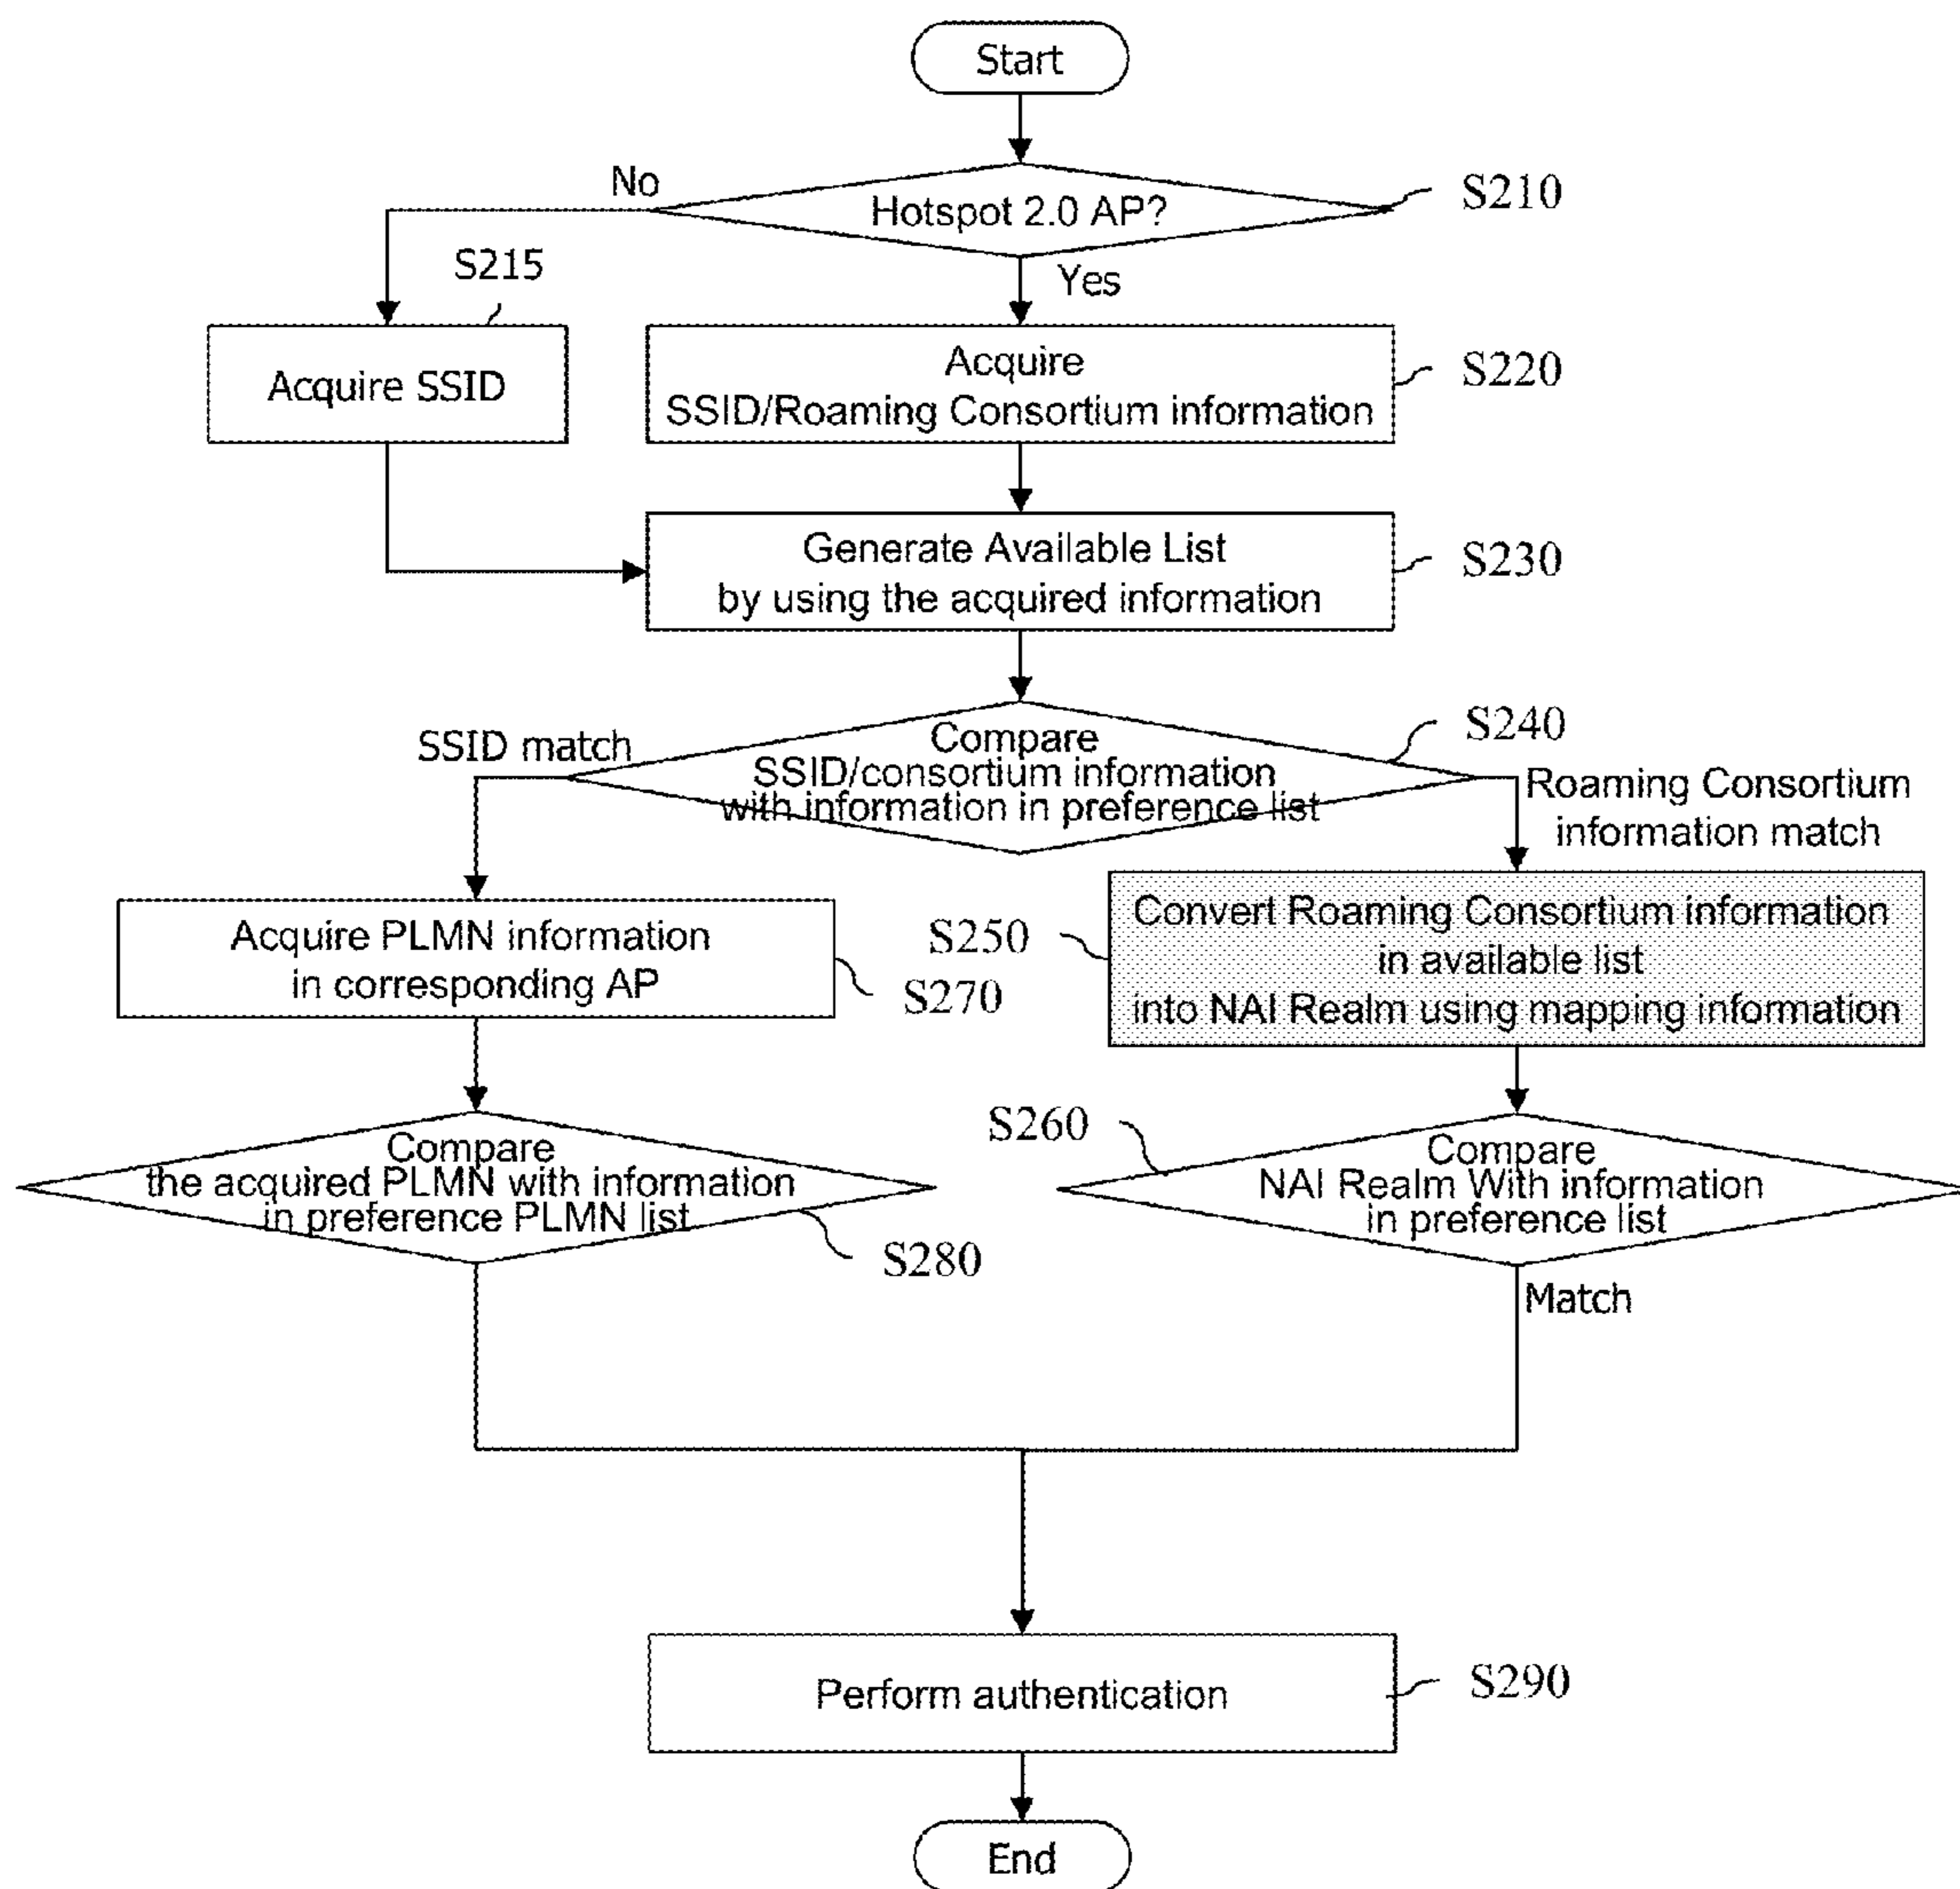 Start
No
Hotspot 2.0 AP?
S210
S215
Yes
Acquire SSID
Acquire
SSID/Roaming Consortium information
S220
Generate Available List
by using the acquired information
S230
SSID match
Compare
SSID/consortium information
with information in preference list
S240
Roaming Consortium
information match
Acquire PLMN information
in corresponding AP
S270
S250
Convert Roaming Consortium information
in available list
into NAI Realm using mapping information
Compare
the acquired PLMN with information
in preference PLMN list
S280
S260
Compare
NAI Realm With information
in preference list
Match
Perform authentication
S290
End